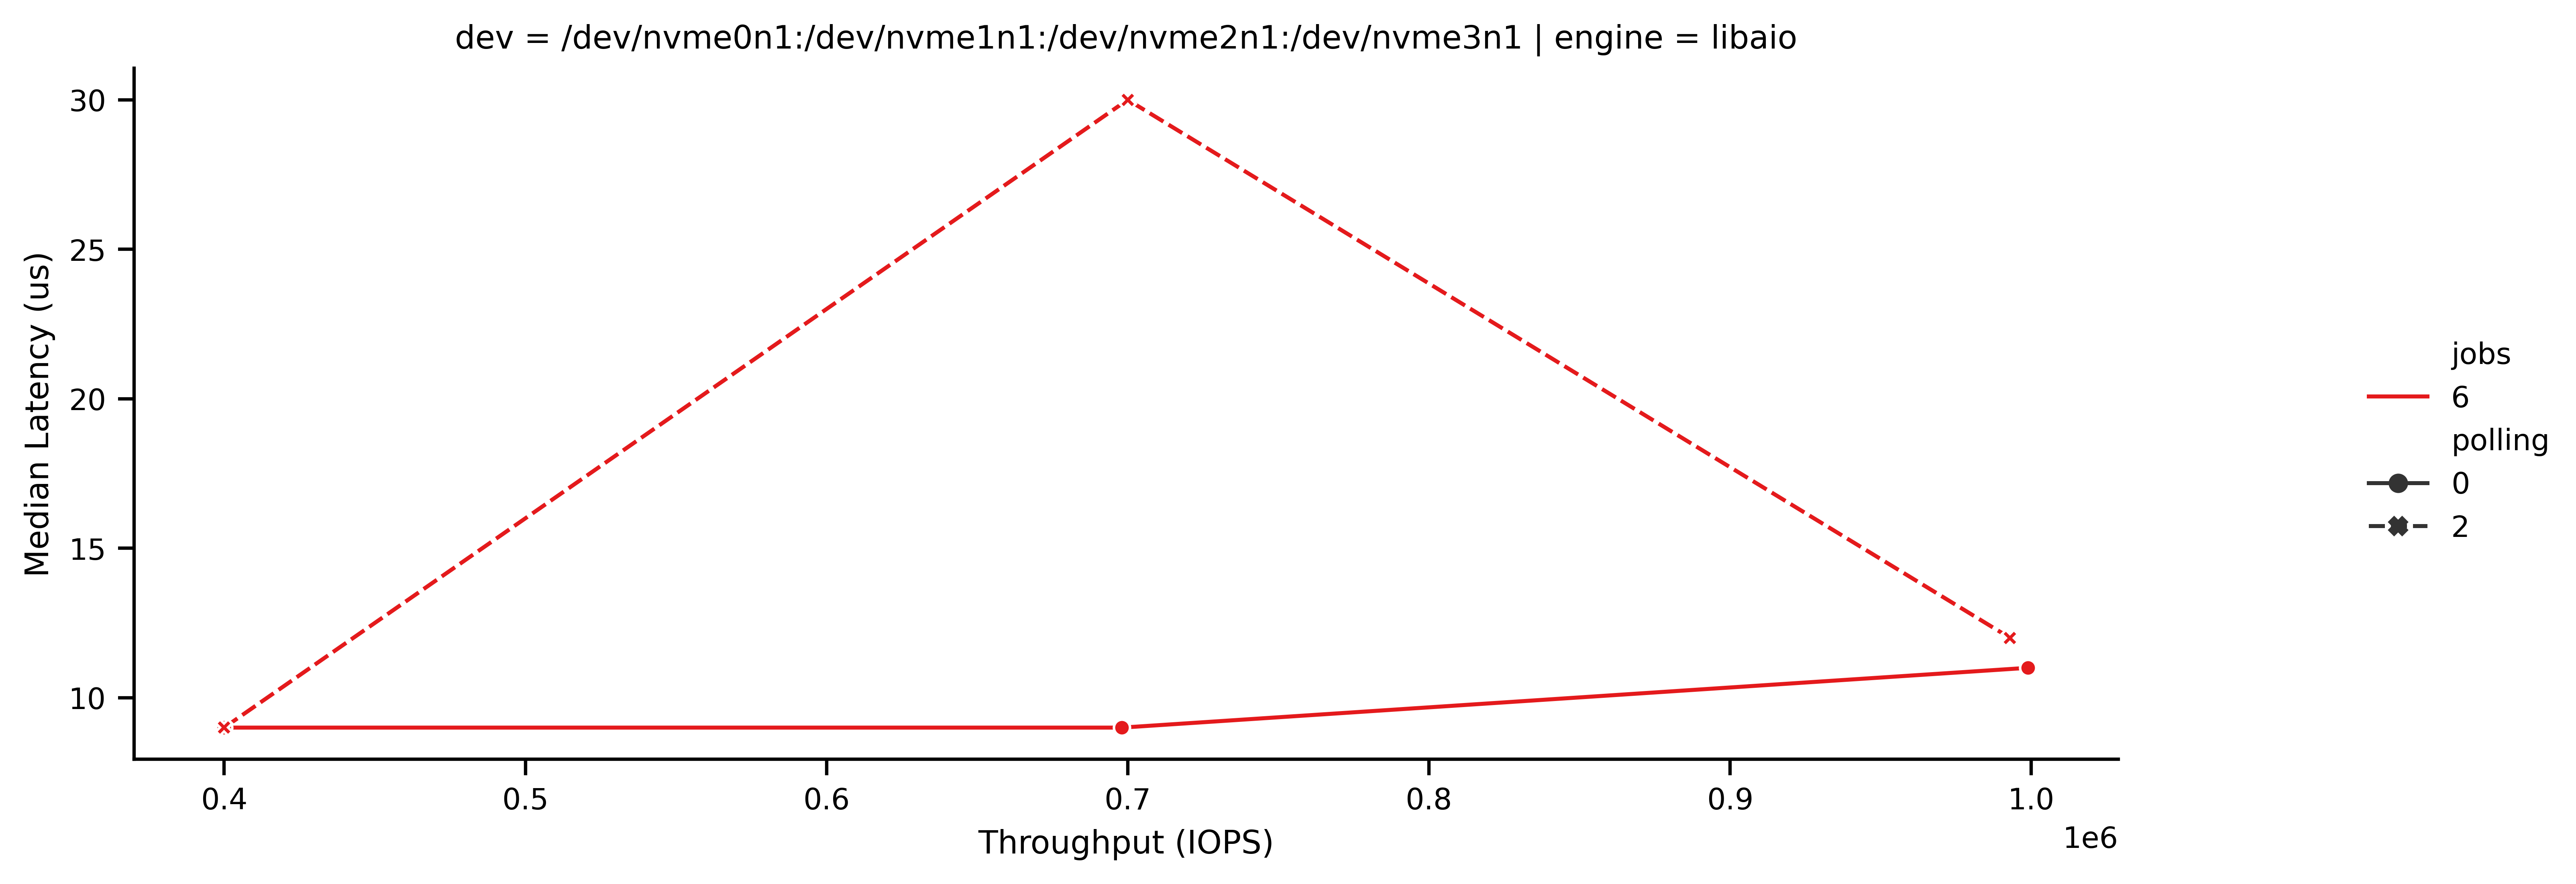 dev = /dev/nvme0n1:/dev/nvme1n1:/dev/nvme2n1:/dev/nvme3n1 | engine = libaio
30
25
20
15
10
Median Latency (us)
0.4 0.5 0.6 0.7 0.8 0.9 1.0
1e6
Throughput (IOPS)
jobs
6
polling
0
2